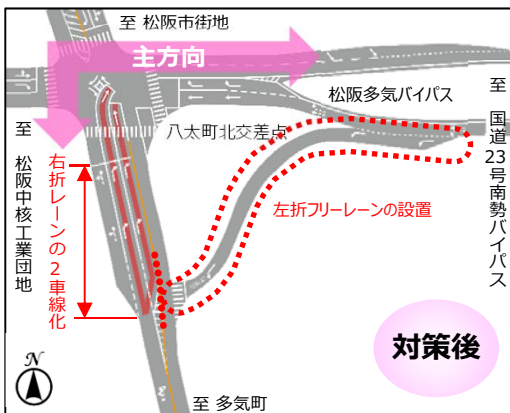 至 松阪市街地
主方向
松阪多気バイパス
至 国道23号南勢バイパス
八太町北交差点
至 松阪中核工業団地
右折レーンの2車線化
左折フリーレーンの設置
対策後
N
至 多気町